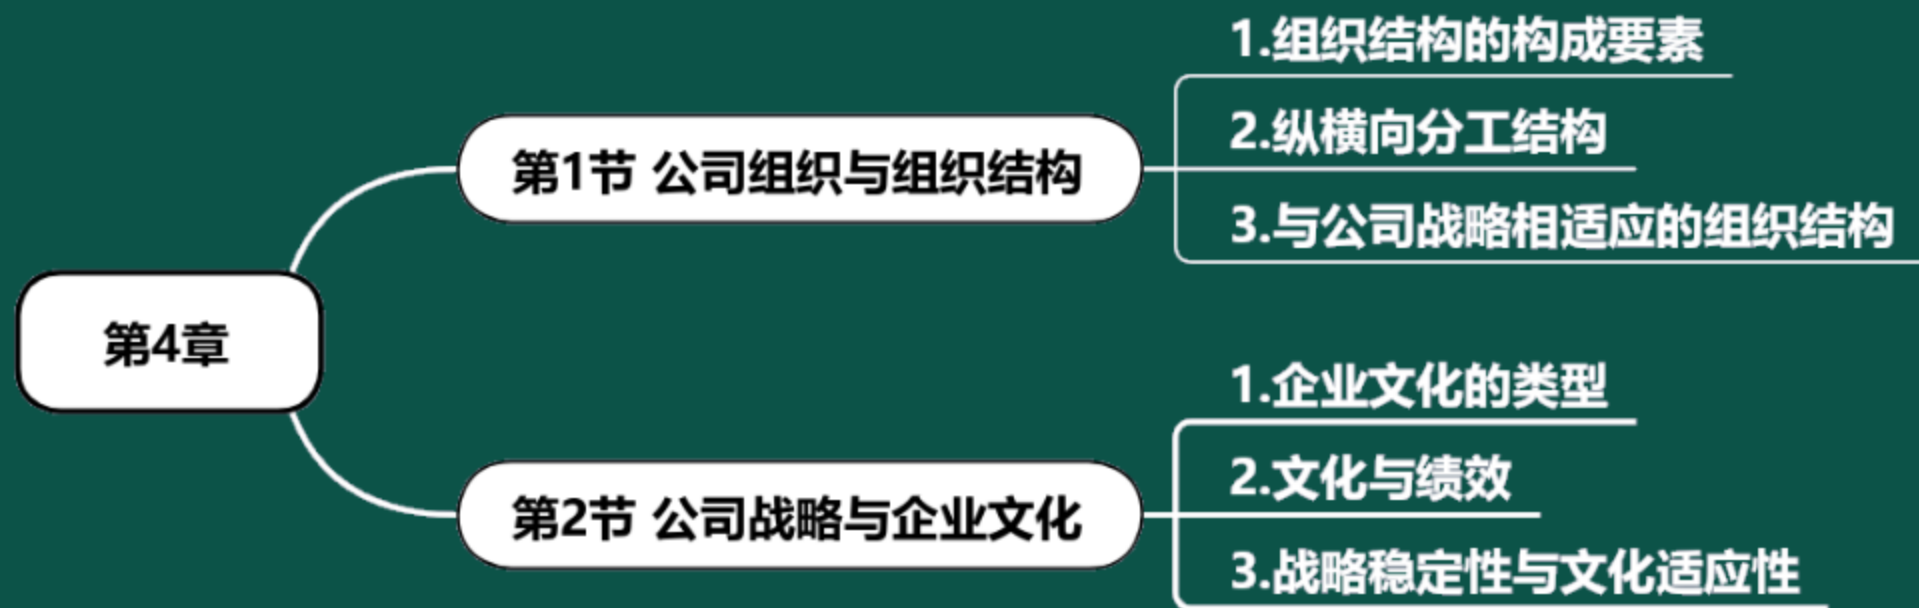 第4章
第1节 公司组织与组织结构
1.组织结构的构成要素
2.纵横向分工结构
3.与公司战略相适应的组织结构
第2节 公司战略与企业文化
1.企业文化的类型
2.文化与绩效
3.战略稳定性与文化适应性